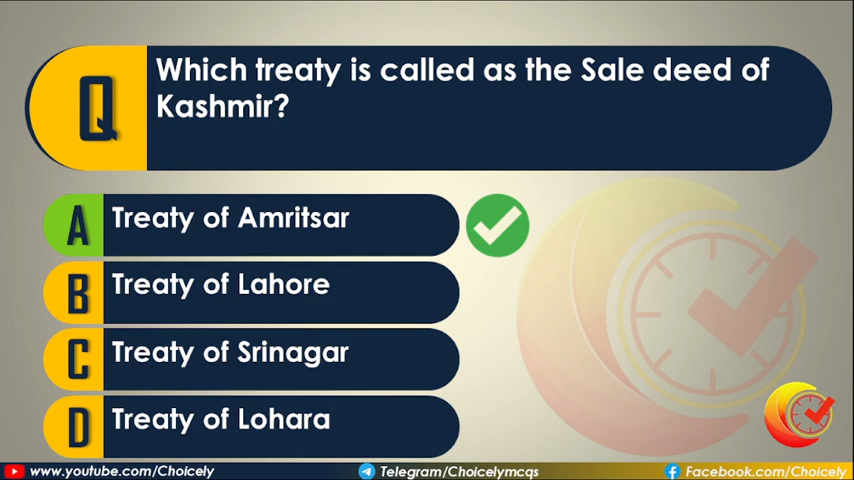 Q
Which treaty is called as the Sale deed of
Kashmir?
A Treaty of Amritsar
B Treaty of Lahore
C Treaty of Srinagar
D Treaty of Lohara
www.youtube.com/Choicely Telegram/Choicelymcqs Facebook.com/Choicely